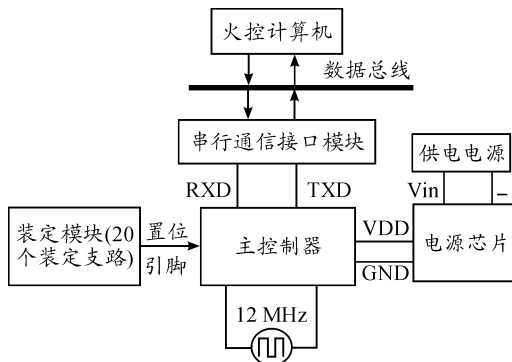 火控计算机
数据总线
串行通信接口模块
供电电源
RXD
TXD
Vin
–
装定模块(20
个装定支路)
置位
引脚
主控制器
VDD
GND
电源芯片
12 MHz